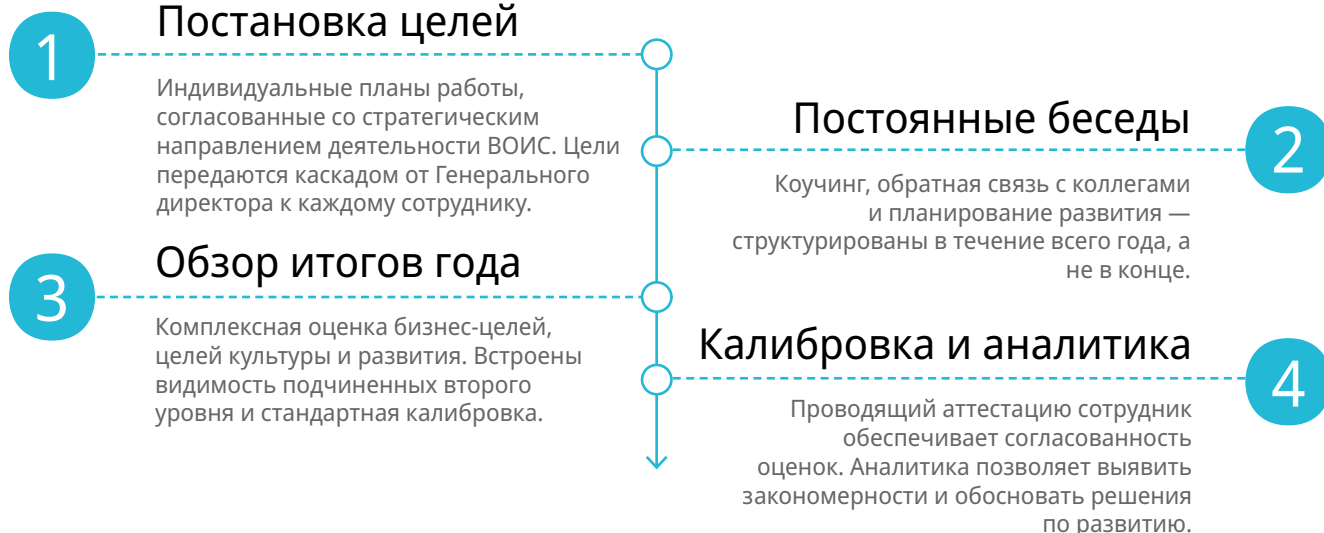 1
Постановка целей
Индивидуальные планы работы,
согласованные со стратегическим
направлением деятельности ВОИС. Цели
передаются каскадом от Генерального
директора к каждому сотруднику.
2
Постоянные беседы
Коучинг, обратная связь с коллегами
и планирование развития —
структурированы в течение всего года, а
не в конце.
3
Обзор итогов года
Комплексная оценка бизнес-целей,
целей культуры и развития. Встроены
видимость подчиненных второго
уровня и стандартная калибровка.
4
Калибровка и аналитика
Проводящий аттестацию сотрудник
обеспечивает согласованность
оценок. Аналитика позволяет выявить
закономерности и обосновать решения
по развитию.